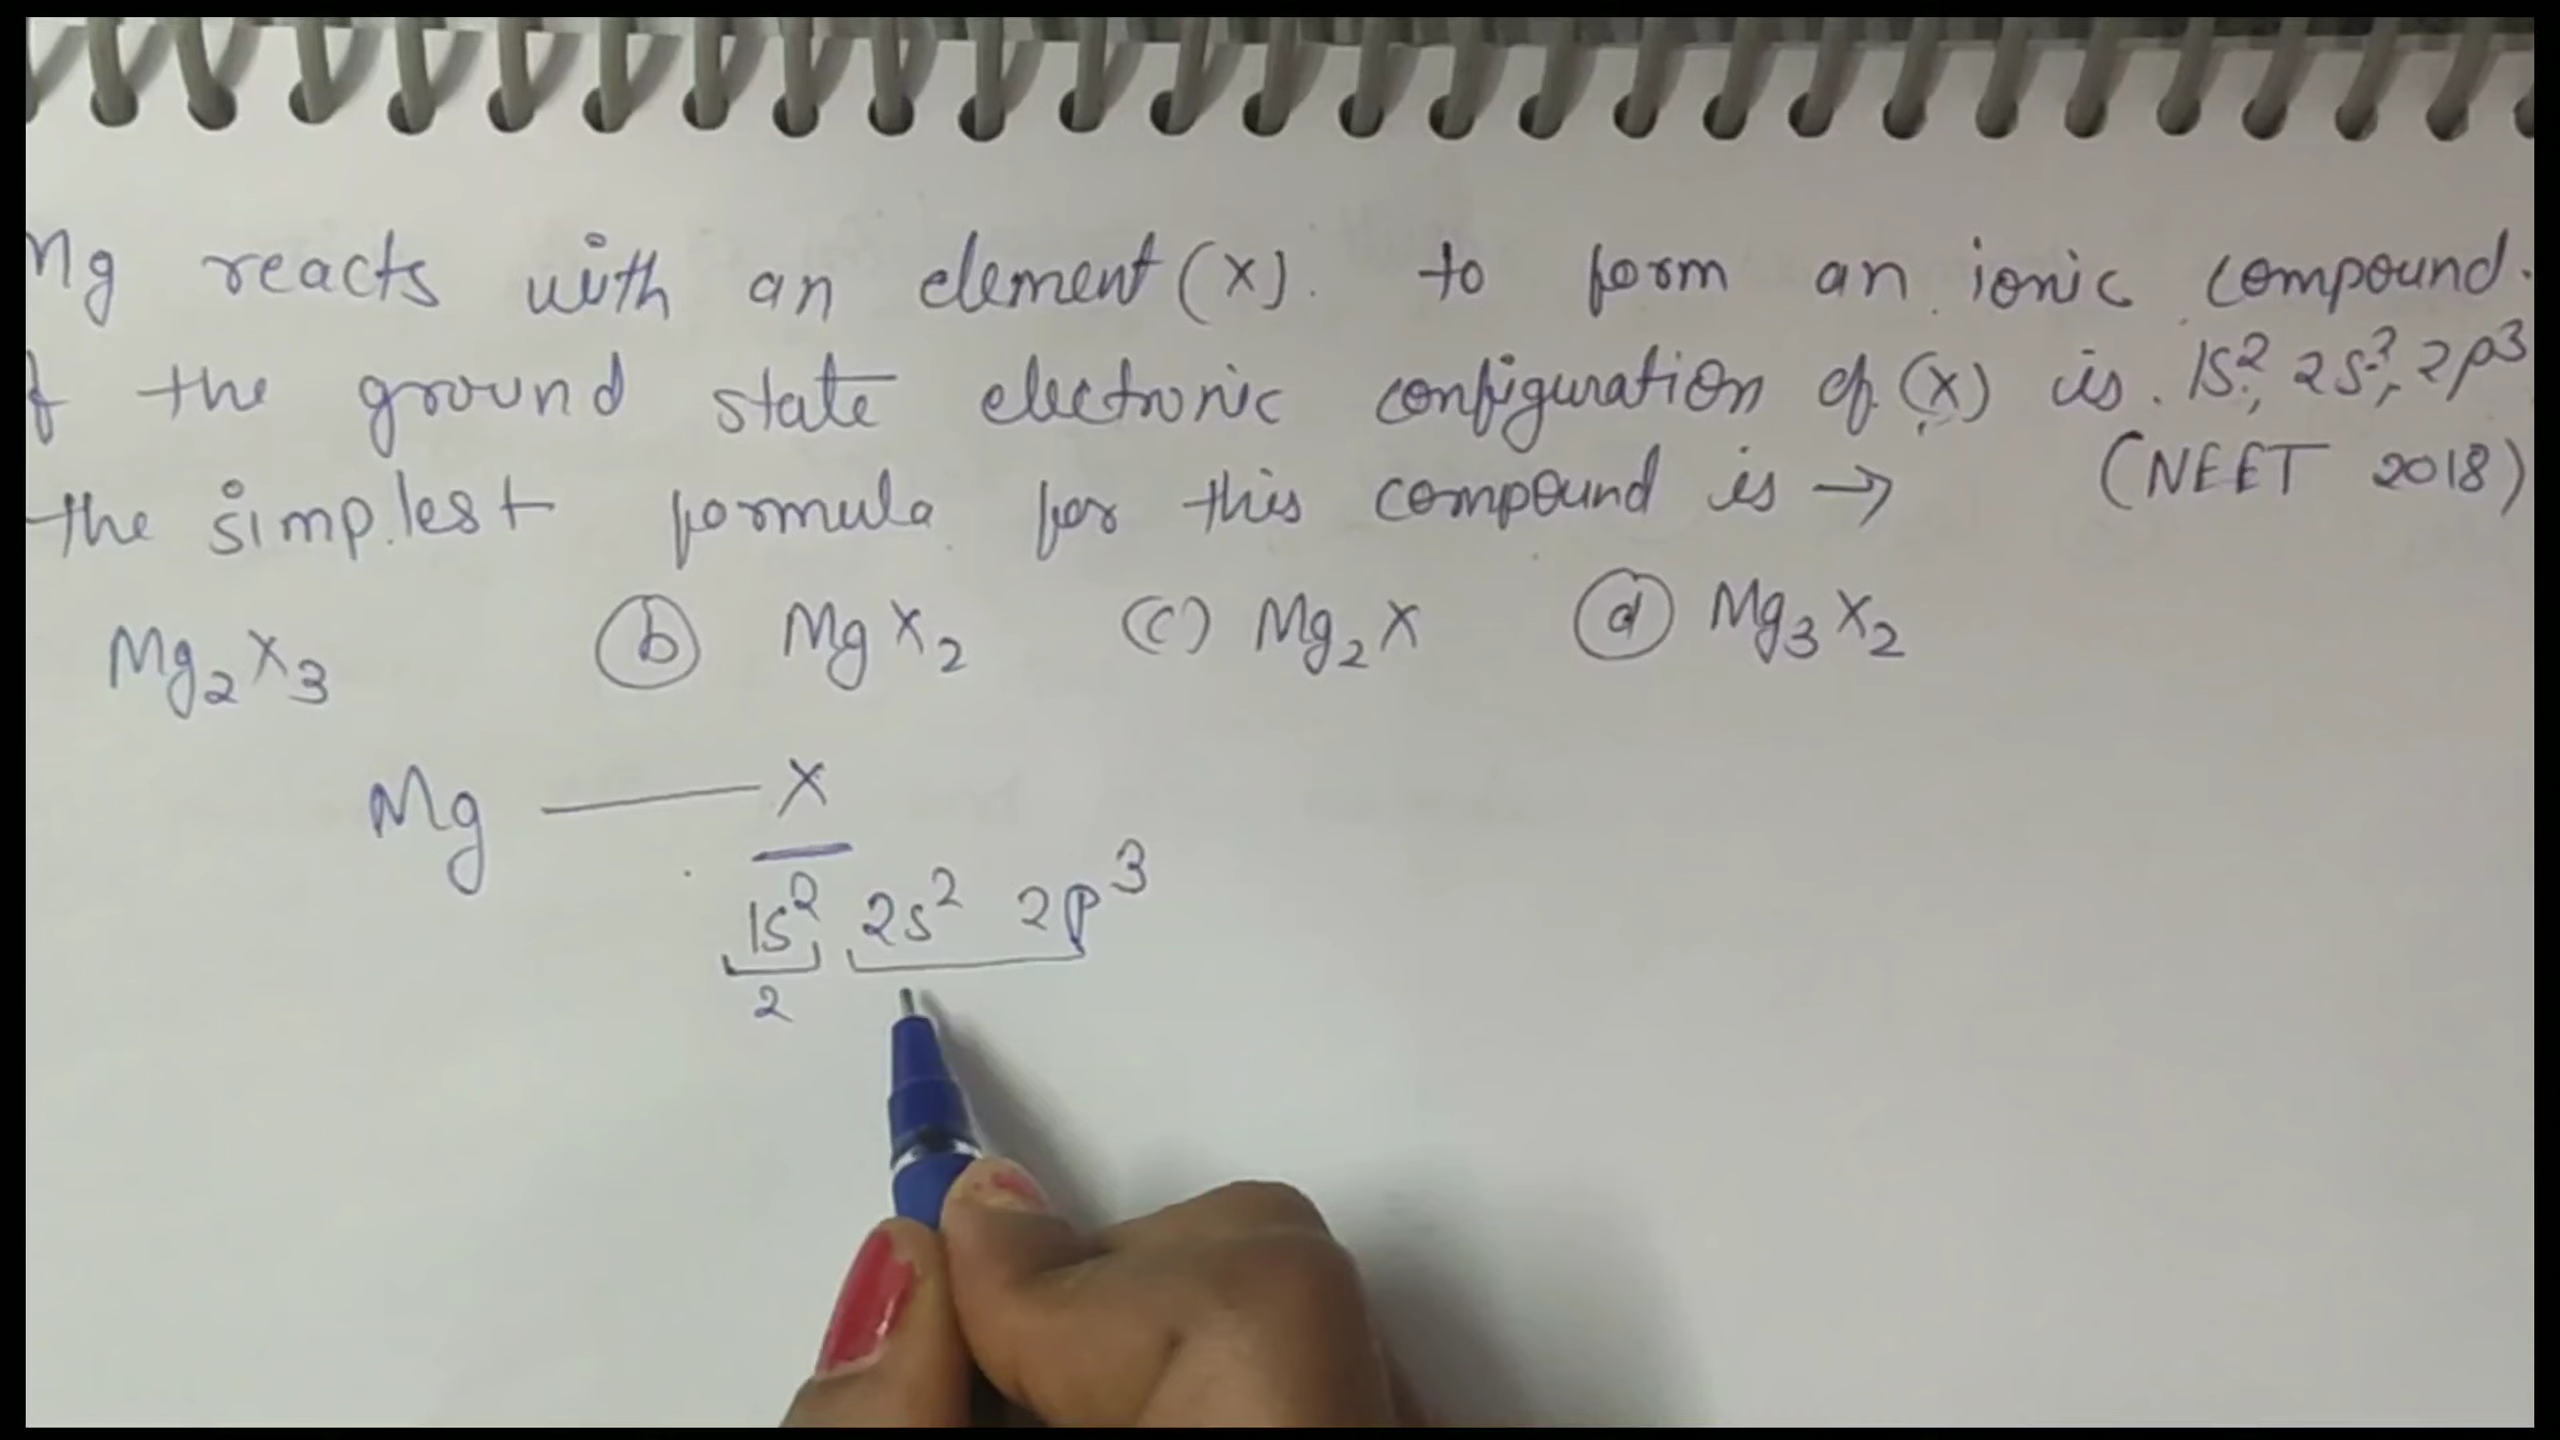 Mg reacts with an element (X). to form an ionic compound.
f the ground state electronic configuration of (X) is. 1s², 2s², 2p³
the simplest formula for this compound is → (NEET 2018)
Mg₂X₃ (b) MgX₂ (c) Mg₂X (d) Mg₃X₂
Mg — X
1s² 2s² 2p³
2